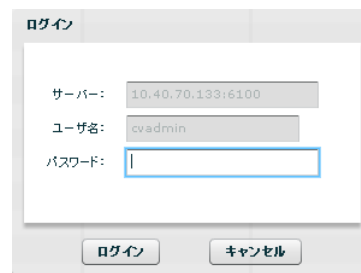 ログイン
サーバー: 10.40.70.133:6100
ユーザ名: cvadmin
パスワード:
ログイン キャンセル